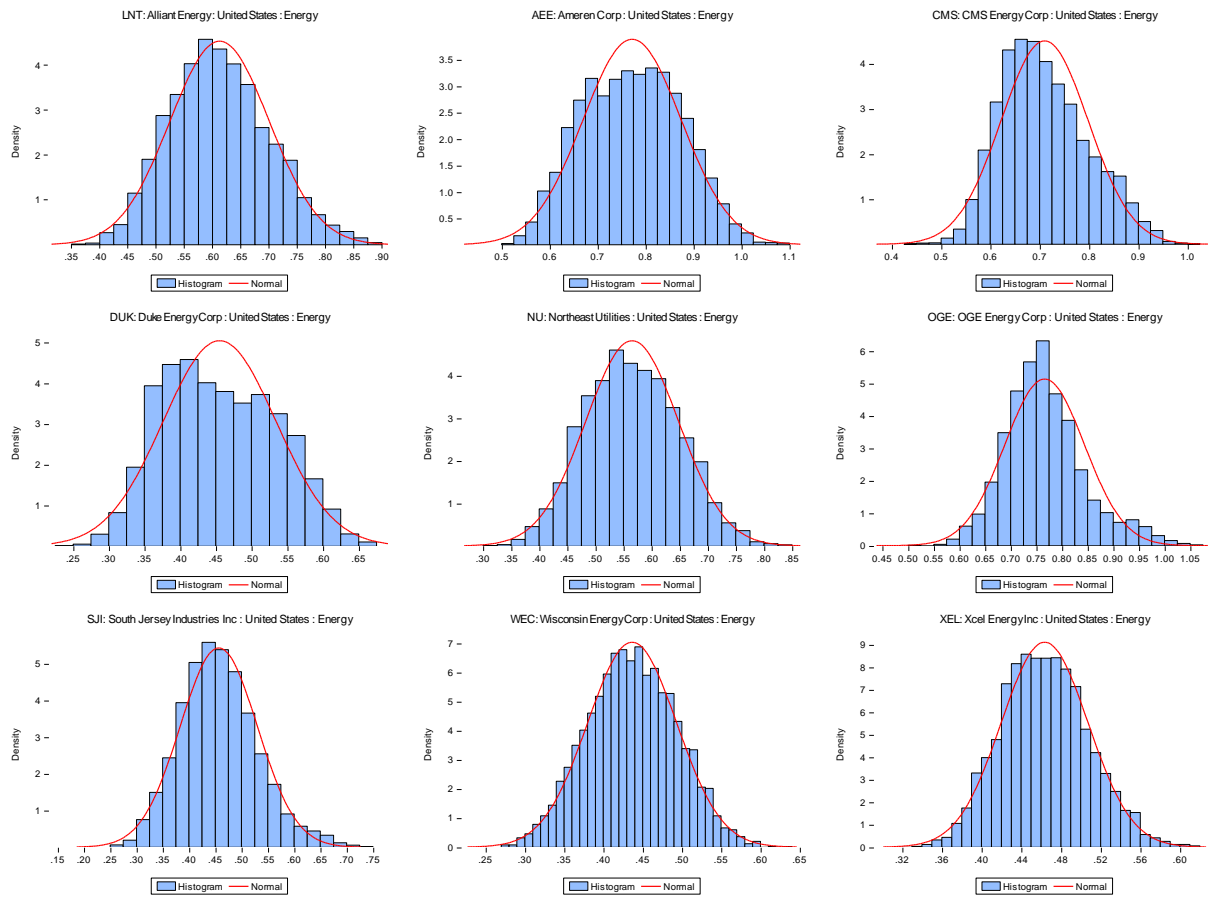 LNT: Alliant Energy: United States : Energy
Density
4
3
2
1
.35 .40 .45 .50 .55 .60 .65 .70 .75 .80 .85 .90
Histogram Normal
AEE: Ameren Corp : United States : Energy
Density
3.5
3.0
2.5
2.0
1.5
1.0
0.5
0.5 0.6 0.7 0.8 0.9 1.0 1.1
Histogram Normal
CMS: CMS Energy Corp : United States : Energy
Density
4
3
2
1
0
0.4 0.5 0.6 0.7 0.8 0.9 1.0
Histogram Normal
DUK: Duke Energy Corp : United States : Energy
Density
5
4
3
2
1
.25 .30 .35 .40 .45 .50 .55 .60 .65
Histogram Normal
NU: Northeast Utilities : United States : Energy
Density
4
3
2
1
0
.30 .35 .40 .45 .50 .55 .60 .65 .70 .75 .80 .85
Histogram Normal
OGE: OGE Energy Corp : United States : Energy
Density
6
5
4
3
2
1
0
0.45 0.50 0.55 0.60 0.65 0.70 0.75 0.80 0.85 0.90 0.95 1.00 1.05
Histogram Normal
SJI: South Jersey Industries Inc : United States : Energy
Density
5
4
3
2
1
.15 .20 .25 .30 .35 .40 .45 .50 .55 .60 .65 .70 .75
Histogram Normal
WEC: Wisconsin Energy Corp : United States : Energy
Density
7
6
5
4
3
2
1
0
.25 .30 .35 .40 .45 .50 .55 .60 .65
Histogram Normal
XEL: Xcel Energy Inc : United States : Energy
Density
9
8
7
6
5
4
3
2
1
0
.32 .36 .40 .44 .48 .52 .56 .60
Histogram Normal